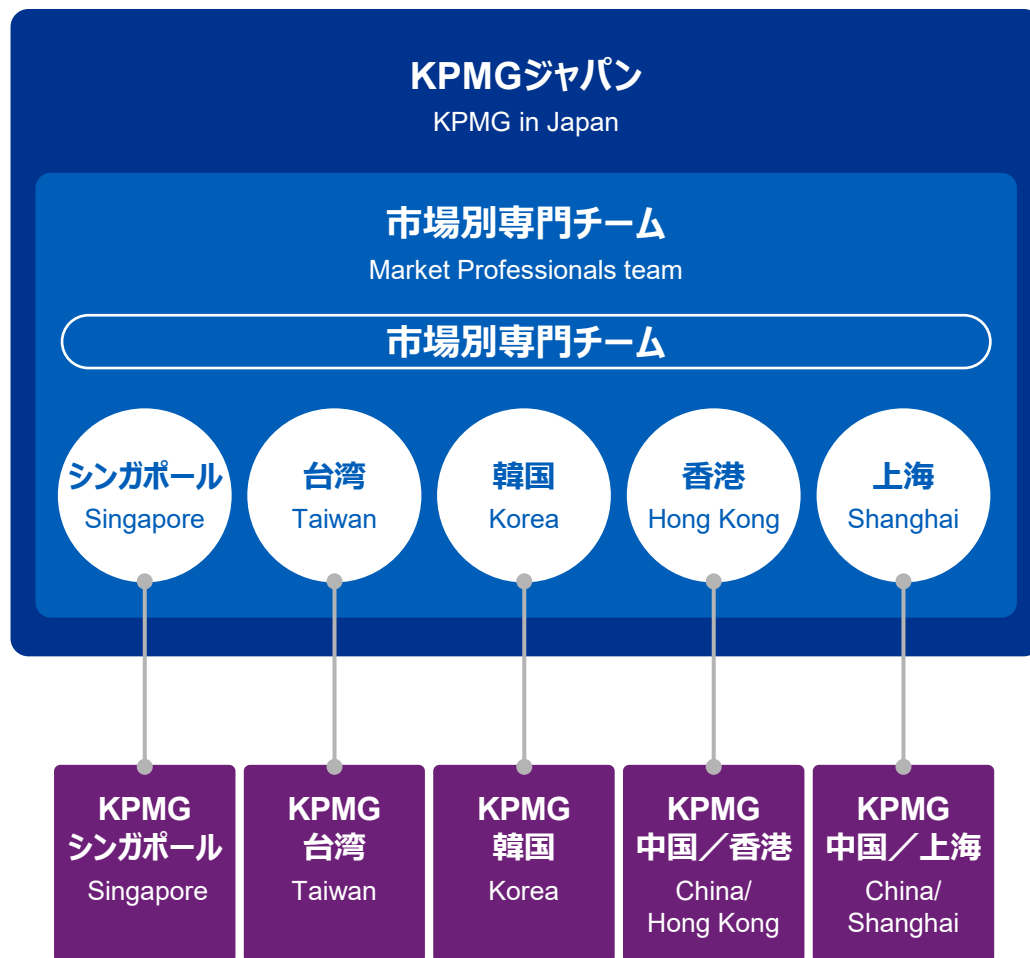 KPMGジャパン
KPMG in Japan
市場別専門チーム
Market Professionals team
市場別専門チーム
シンガポール
Singapore
台湾
Taiwan
韓国
Korea
香港
Hong Kong
上海
Shanghai
KPMG
シンガポール
Singapore
KPMG
台湾
Taiwan
KPMG
韓国
Korea
KPMG
中国／香港
China/
Hong Kong
KPMG
中国／上海
China/
Shanghai